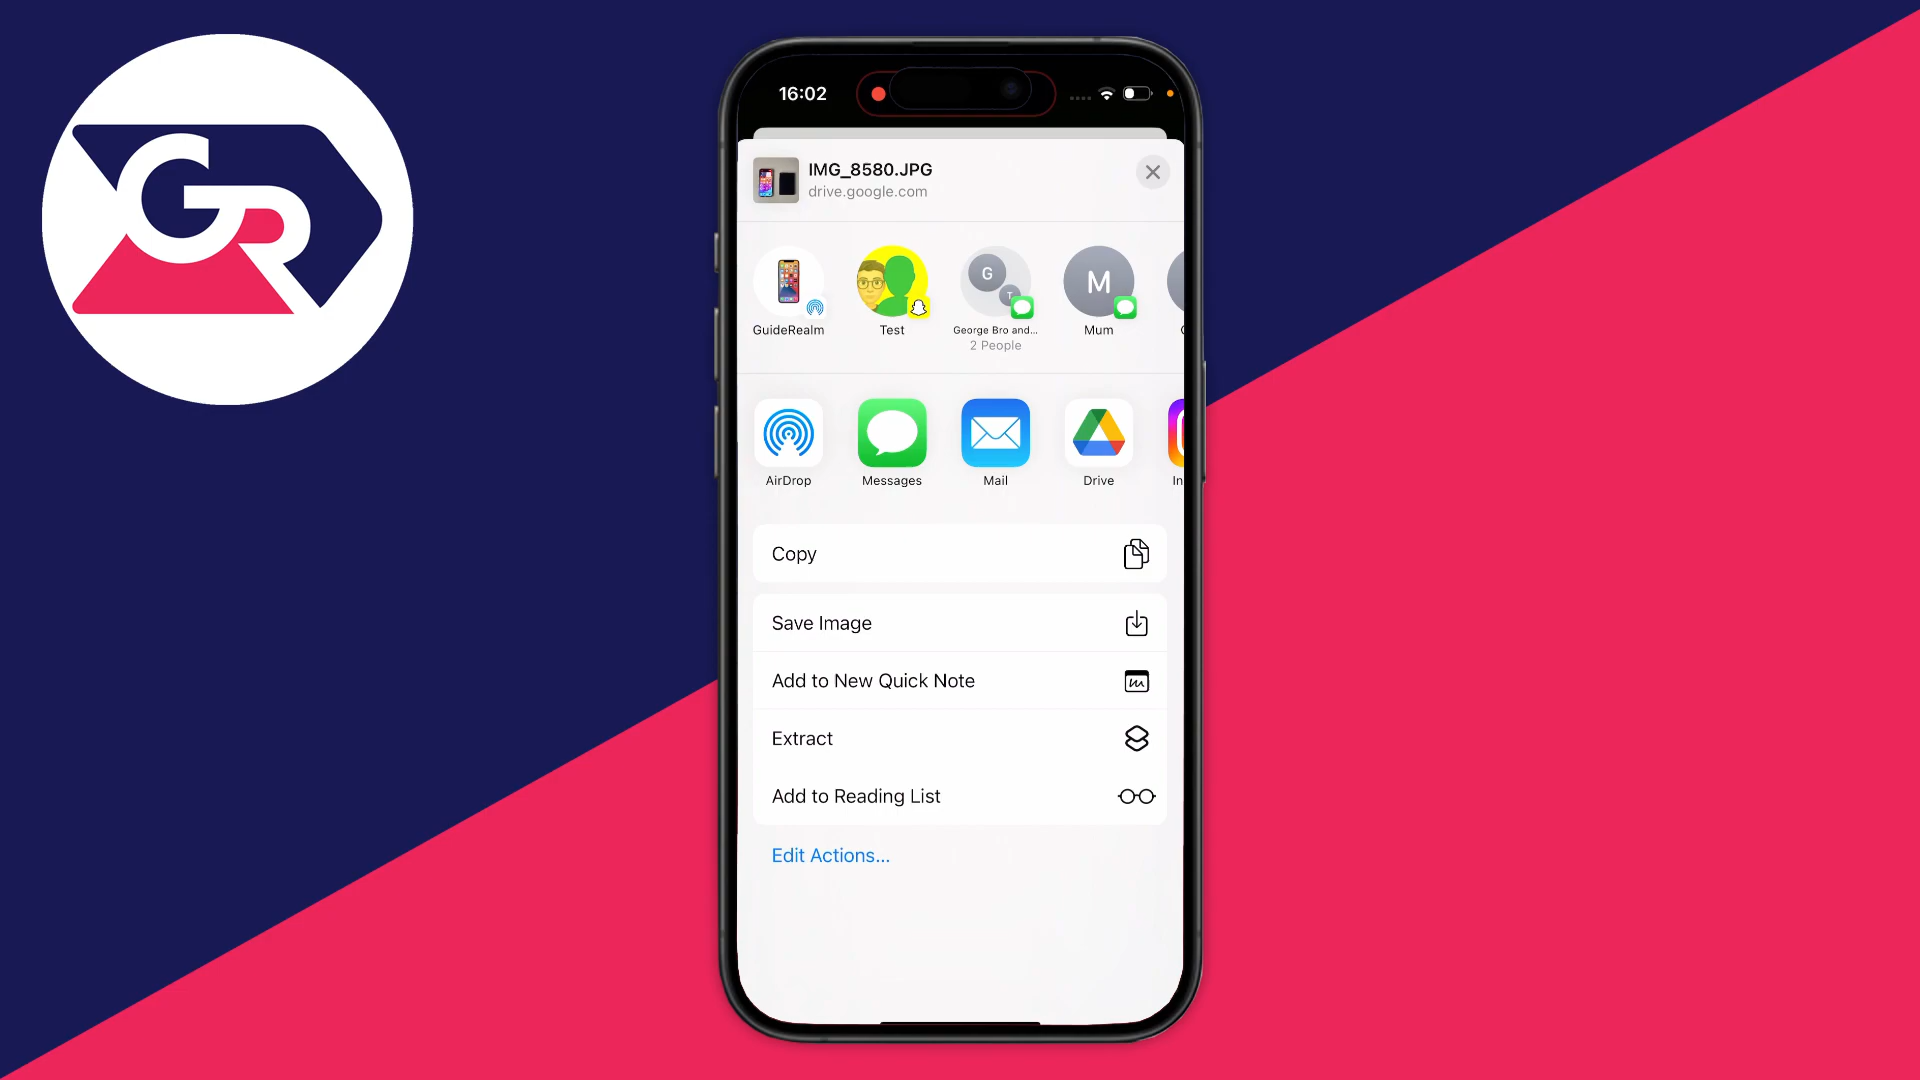 GR
16:02
IMG_8580.JPG
drive.google.com
G
M
GuideRealm
Test
George Bro and...
Mum
2 People
AirDrop
Messages
Mail
Drive
In
Copy
Save Image
Add to New Quick Note
Extract
Add to Reading List
Edit Actions...